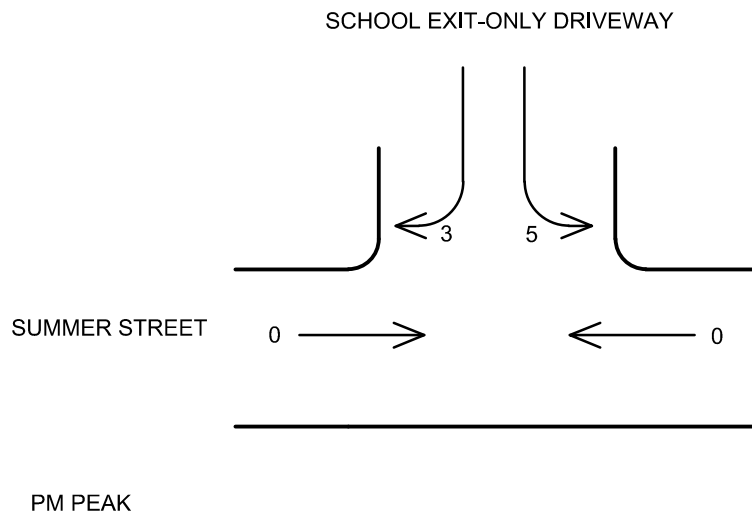 SCHOOL EXIT-ONLY DRIVEWAY
3 5
SUMMER STREET 0 0
PM PEAK